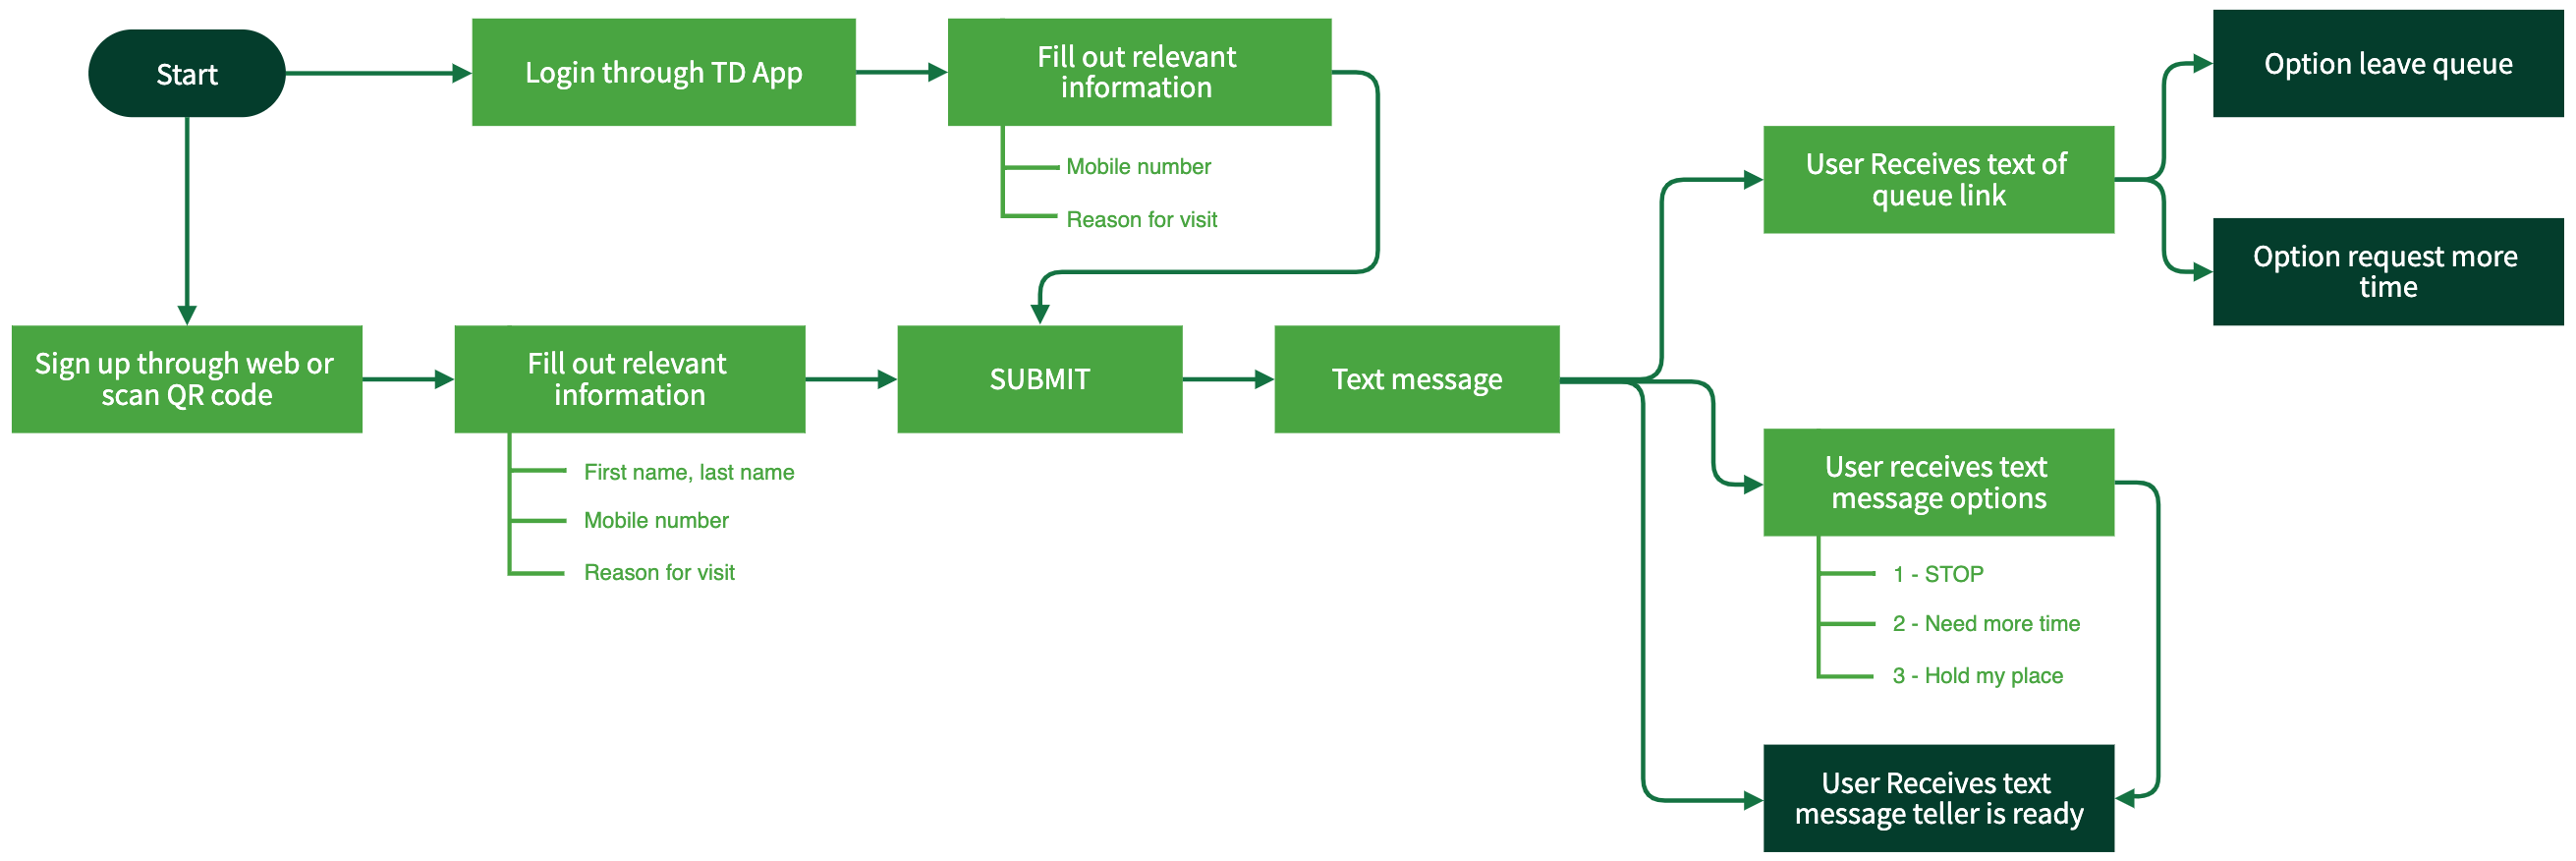 Start
Login through TD App
Fill out relevant
information
Mobile number
Reason for visit
Sign up through web or
scan QR code
Fill out relevant
information
First name, last name
Mobile number
Reason for visit
SUBMIT
Text message
User Receives text of
queue link
Option leave queue
Option request more
time
User receives text
message options
1 - STOP
2 - Need more time
3 - Hold my place
User Receives text
message teller is ready